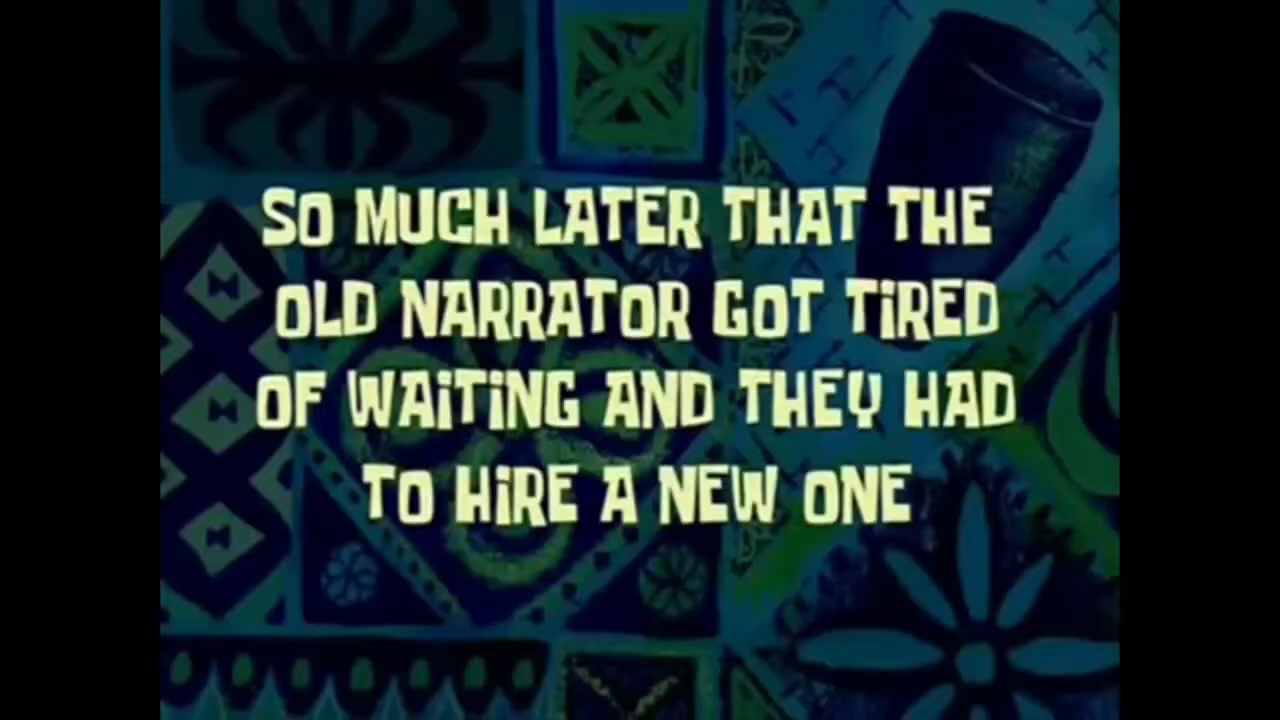 SO MUCH LATER THAT THE
OLD NARRATOR GOT TiRED
OF WAiTiNG AND THEY HAD
TO HiRE A NEW ONE